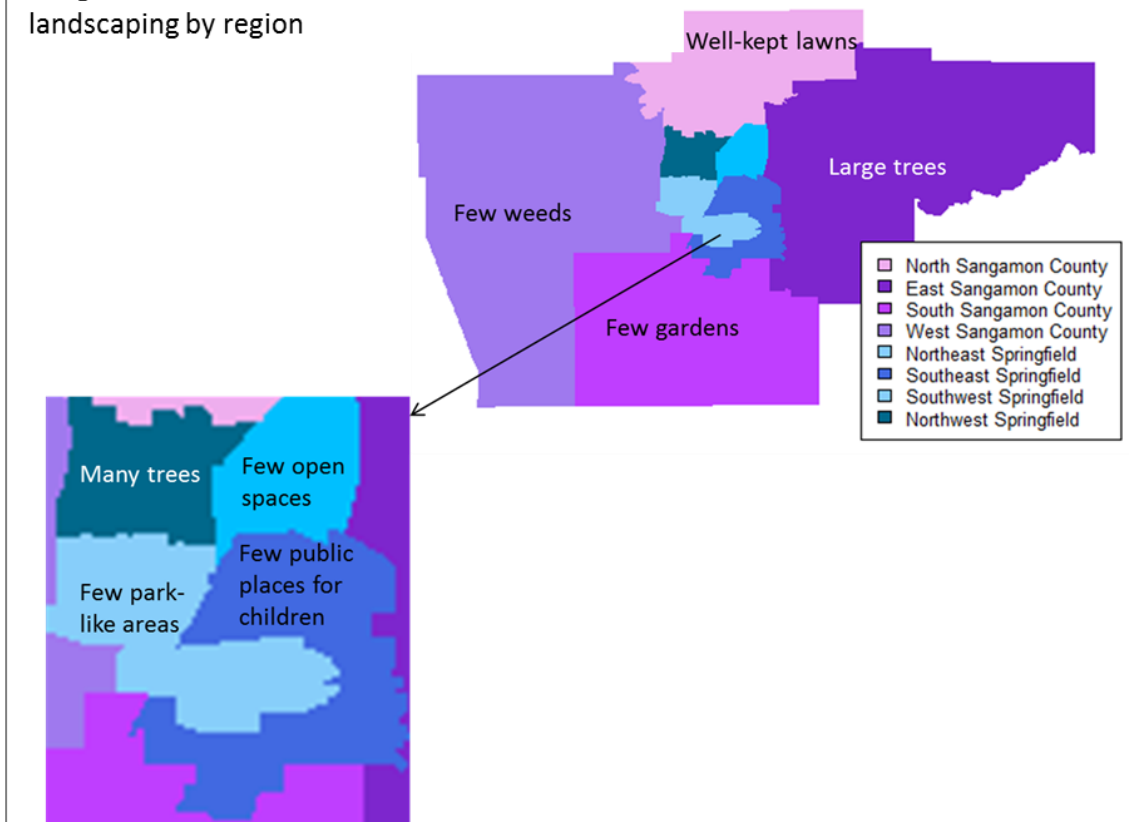 landscaping by region
Well-kept lawns
Large trees
Few weeds
Few gardens
North Sangamon County
East Sangamon County
South Sangamon County
West Sangamon County
Northeast Springfield
Southeast Springfield
Southwest Springfield
Northwest Springfield
Many trees
Few open
spaces
Few public
places for
children
Few park-
like areas